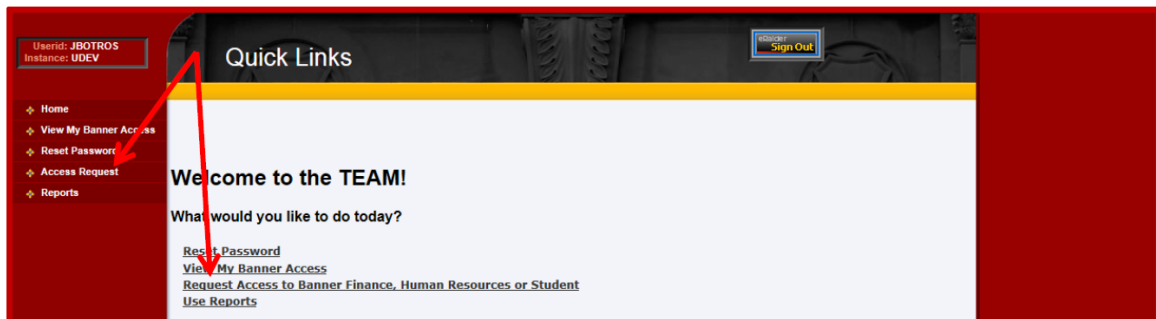 Userid: JBOTROS
Instance: UDEV
Quick Links
eRaider
Sign Out
Home
View My Banner Access
Reset Password
Access Request
Reports
Welcome to the TEAM!
What would you like to do today?
Reset Password
View My Banner Access
Request Access to Banner Finance, Human Resources or Student
Use Reports